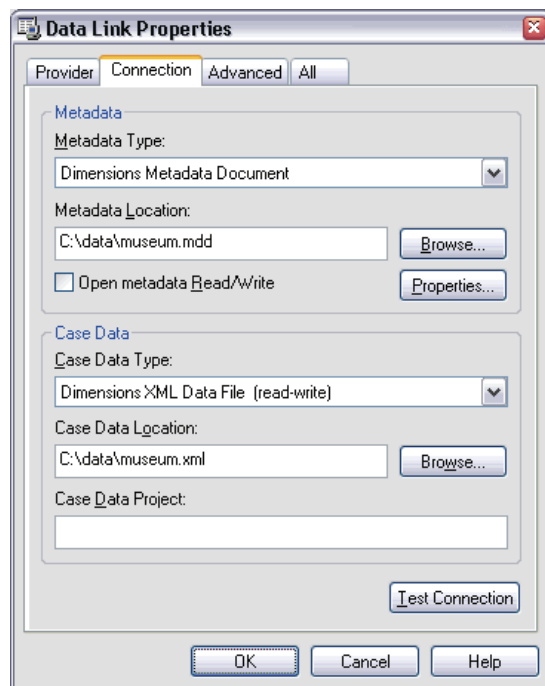 Data Link Properties
Provider Connection Advanced All
Metadata
Metadata Type:
Dimensions Metadata Document
Metadata Location:
C:\data\museum.mdd
Browse...
Open metadata Read/Write
Properties...
Case Data
Case Data Type:
Dimensions XML Data File (read-write)
Case Data Location:
C:\data\museum.xml
Browse...
Case Data Project:
Test Connection
OK Cancel Help